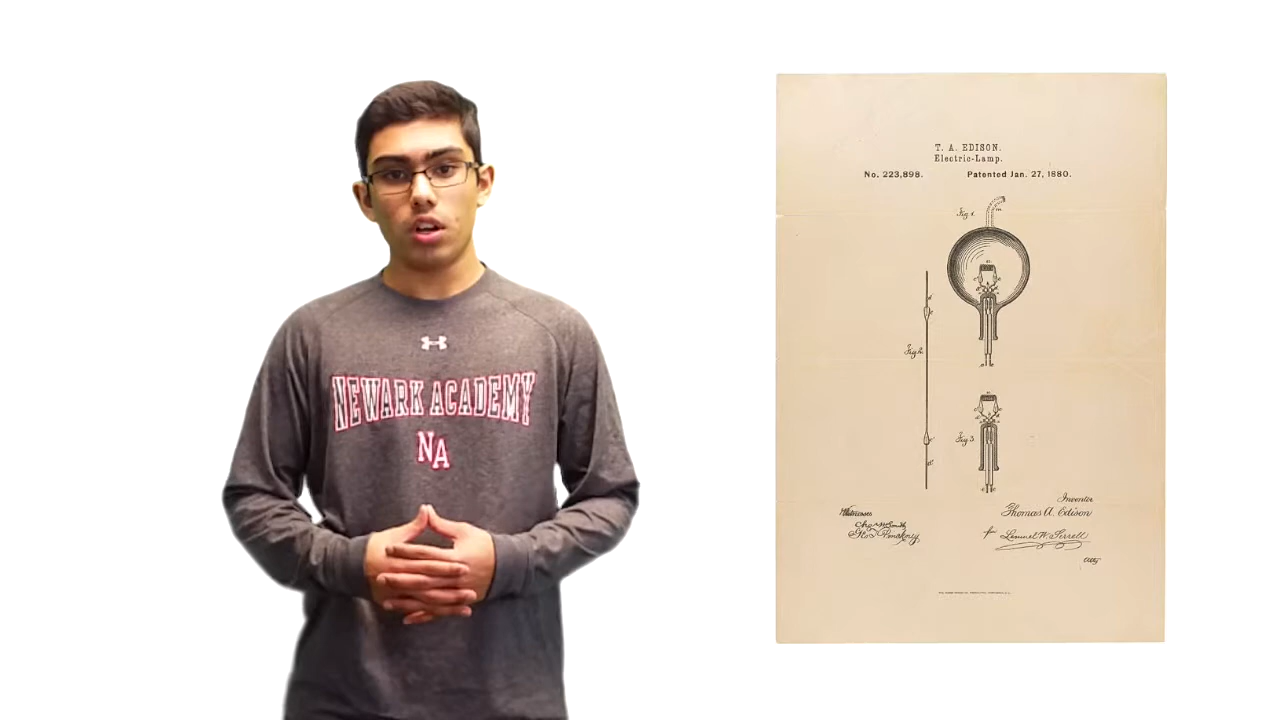 NEWARK ACADEMY
NA
T. A. EDISON.
Electric-Lamp.
No. 223,898. Patented Jan. 27, 1880.
Fig 1.
Fig 2.
Fig 3.
Witnesses
Inventor
Thomas A. Edison
Lemuel W. Serrell
Atty